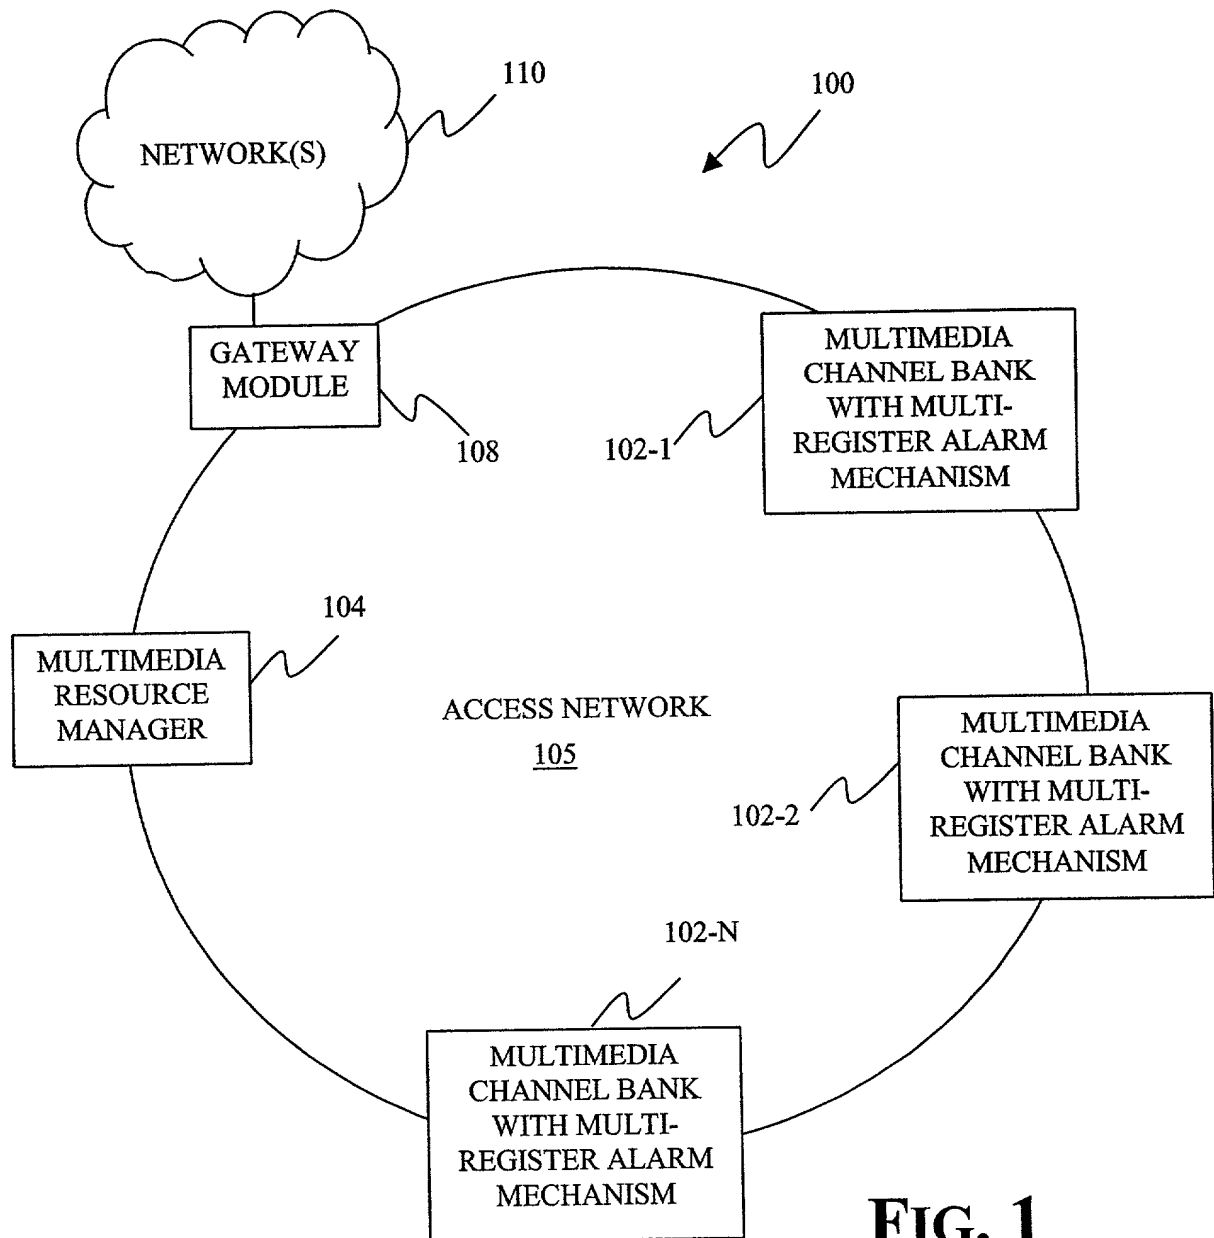 110
100
NETWORK(S)
GATEWAY
MODULE
108
MULTIMEDIA
CHANNEL BANK
WITH MULTI-
REGISTER ALARM
MECHANISM
102-1
104
MULTIMEDIA
RESOURCE
MANAGER
ACCESS NETWORK
105
MULTIMEDIA
CHANNEL BANK
WITH MULTI-
REGISTER ALARM
MECHANISM
102-2
102-N
MULTIMEDIA
CHANNEL BANK
WITH MULTI-
REGISTER ALARM
MECHANISM
FIG. 1